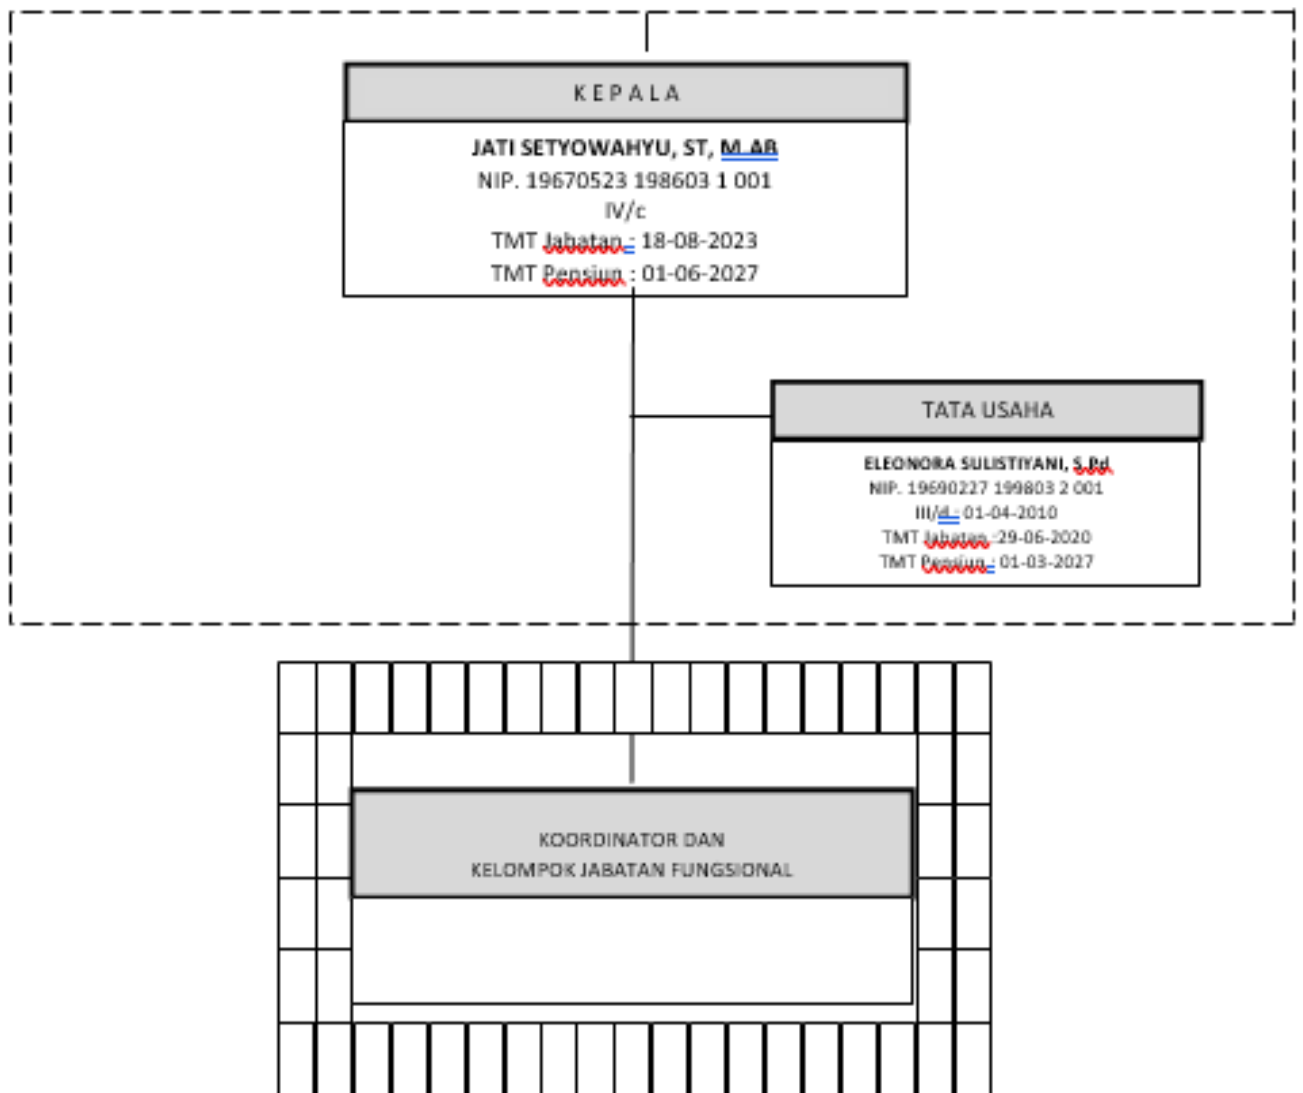 K E P A L A
JATI SETYOWAHYU, ST, M.AB
NIP. 19670523 198603 1 001
IV/c
TMT Jabatan : 18-08-2023
TMT Pensiun : 01-06-2027
TATA USAHA
ELEONORA SULISTIYANI, S.Pd
NIP. 19690227 199803 2 001
III/d : 01-04-2010
TMT Jabatan :29-06-2020
TMT Pensiun : 01-03-2027
KOORDINATOR DAN
KELOMPOK JABATAN FUNGSIONAL